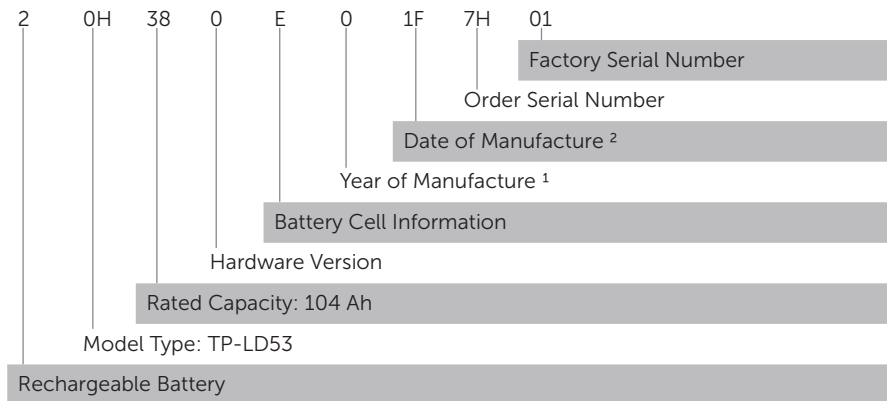 2 0H 38 0 E 0 1F 7H 01
Factory Serial Number
Order Serial Number
Date of Manufacture ²
Year of Manufacture ¹
Battery Cell Information
Hardware Version
Rated Capacity: 104 Ah
Model Type: TP-LD53
Rechargeable Battery